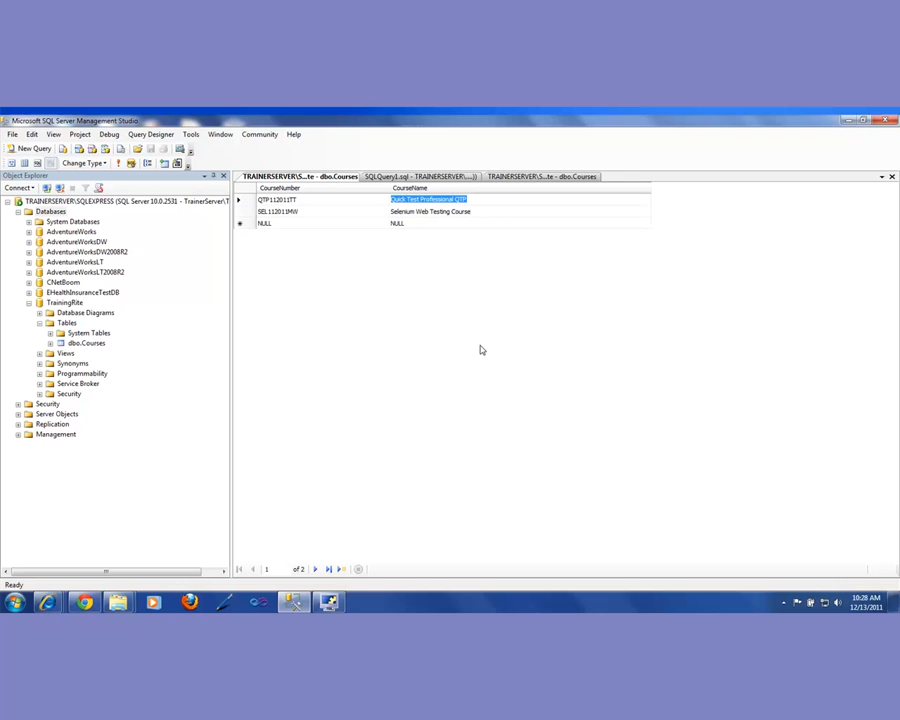 Microsoft SQL Server Management Studio
File Edit View Project Debug Query Designer Tools Window Community Help
New Query
Change Type
Object Explorer
TRAINERSERVER\S...te - dbo.Courses SQLQuery1.sql - TRAINERSERVER\....)) TRAINERSERVER\S...te - dbo.Courses
Connect
CourseNumber CourseName
QTP112011TT Quick Test Professional QTP
SEL112011MW Selenium Web Testing Course
NULL NULL
TRAINERSERVER\SQLEXPRESS (SQL Server 10.0.2531 - TrainerServer\T
Databases
System Databases
AdventureWorks
AdventureWorksDW
AdventureWorksDW2008R2
AdventureWorksLT
AdventureWorksLT2008R2
CNetBoom
EHealthInsuranceTestDB
TrainingRite
Database Diagrams
Tables
System Tables
dbo.Courses
Views
Synonyms
Programmability
Service Broker
Security
Security
Server Objects
Replication
Management
1 of 2
Ready
10:28 AM
12/13/2011